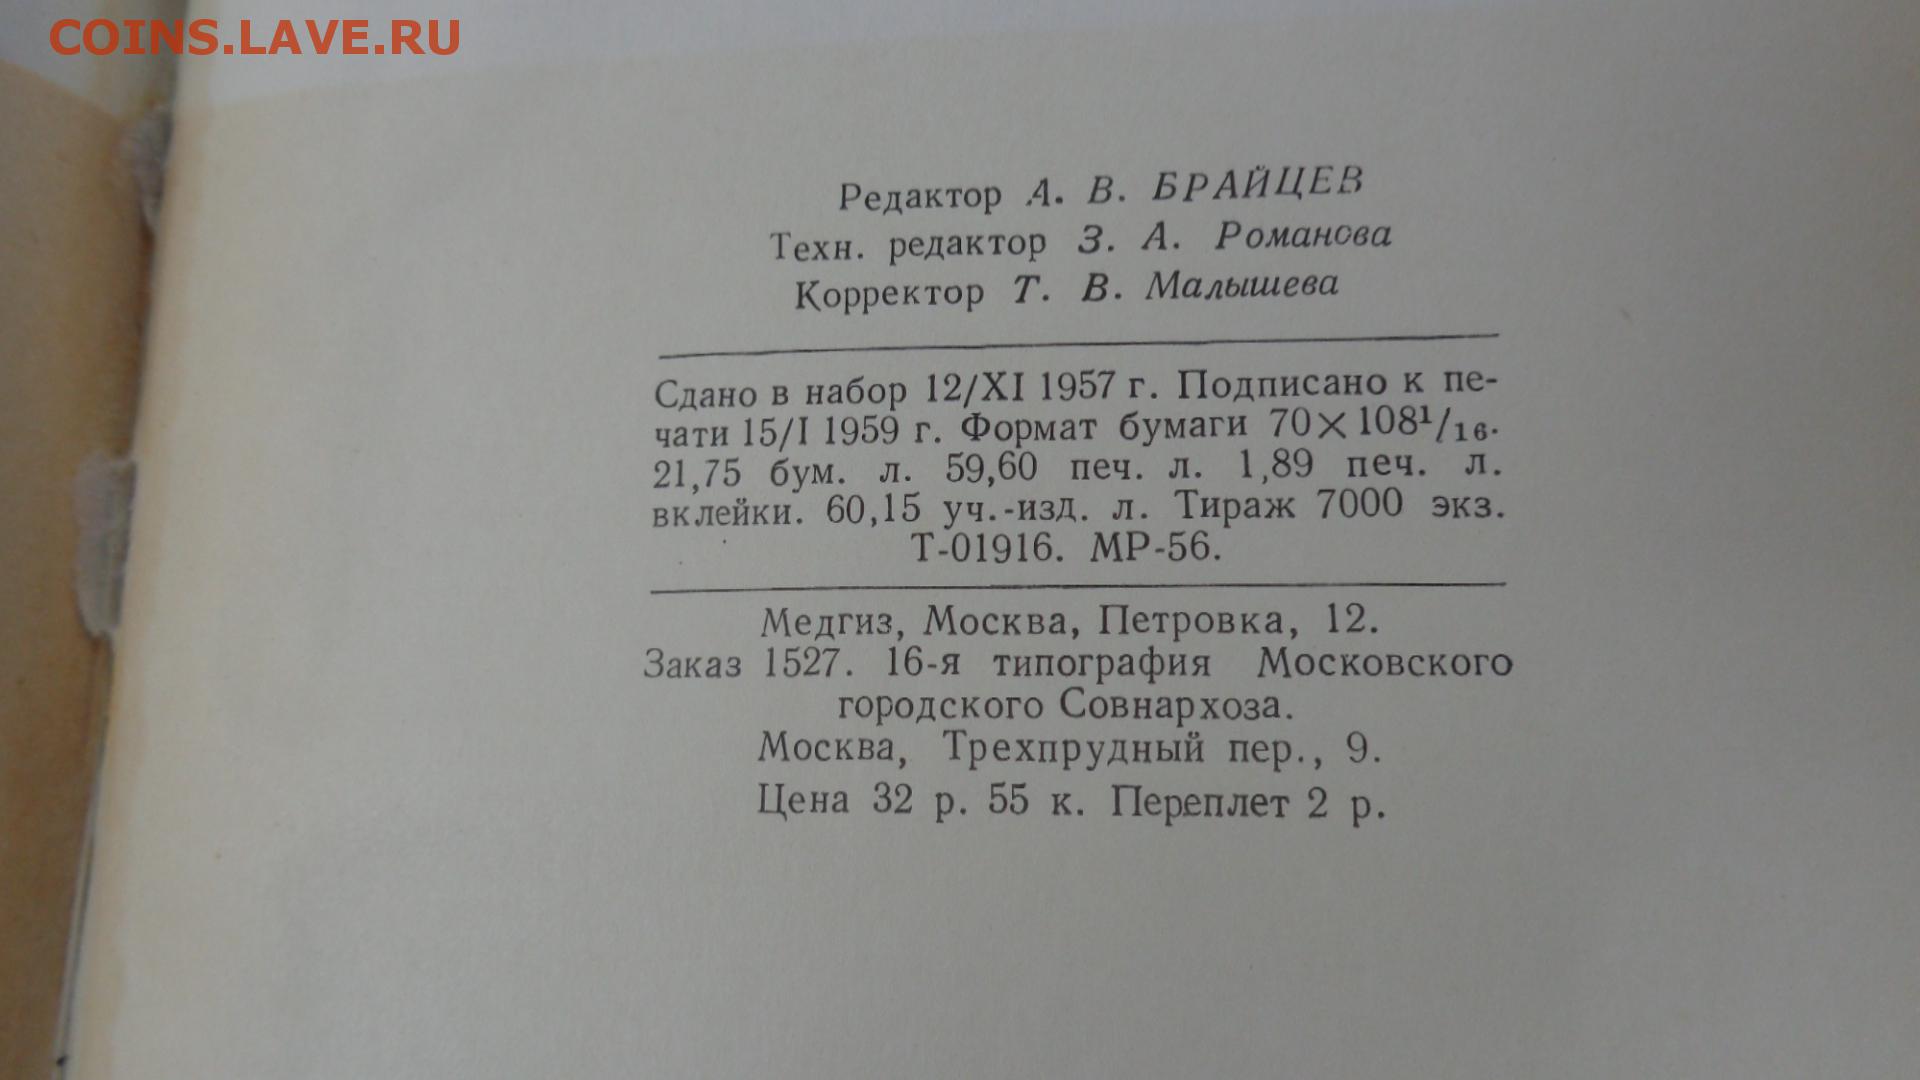 COINS.LAVE.RU
Редактор А. В. БРАЙЦЕВ
Техн. редактор З. А. Романова
Корректор Т. В. Малышева
Сдано в набор 12/XI 1957 г. Подписано к пе-
чати 15/I 1959 г. Формат бумаги 70×108¹/₁₆.
21,75 бум. л. 59,60 печ. л. 1,89 печ. л.
вклейки. 60,15 уч.-изд. л. Тираж 7000 экз.
Т-01916. МР-56.
Медгиз, Москва, Петровка, 12.
Заказ 1527. 16-я типография Московского
городского Совнархоза.
Москва, Трехпрудный пер., 9.
Цена 32 р. 55 к. Переплет 2 р.